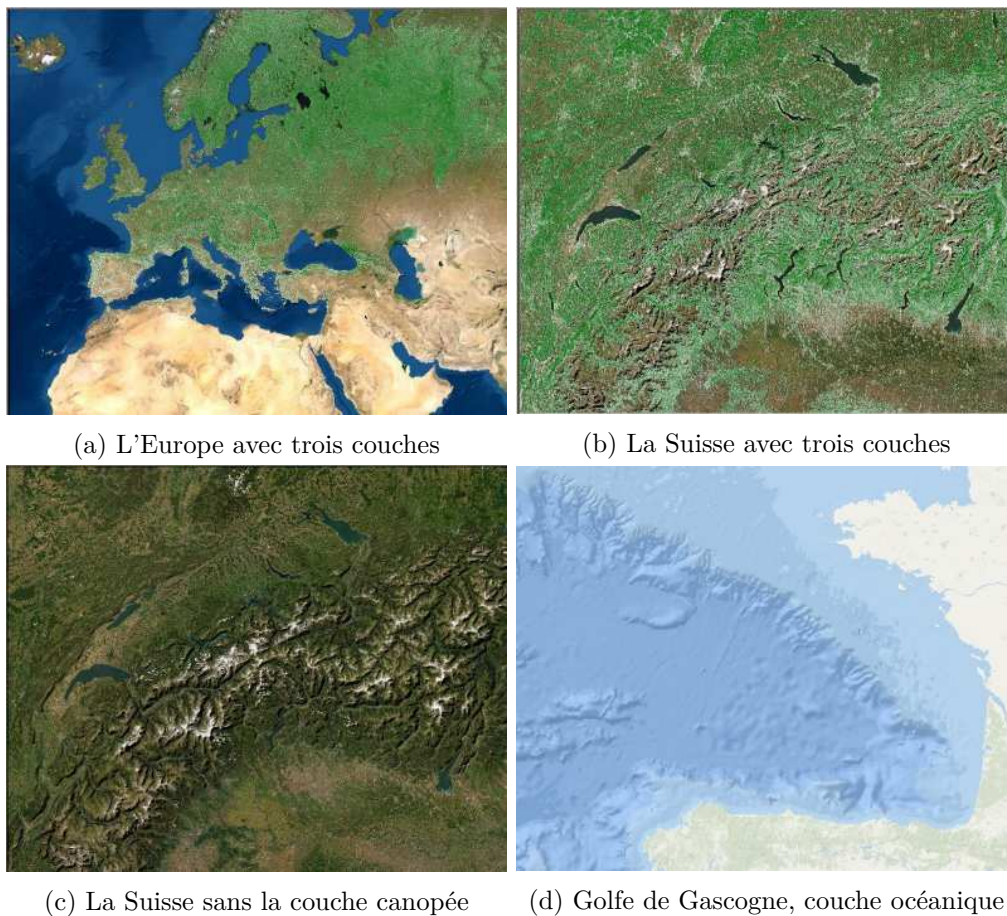 (a) L'Europe avec trois couches
(b) La Suisse avec trois couches
(c) La Suisse sans la couche canopée
(d) Golfe de Gascogne, couche océanique